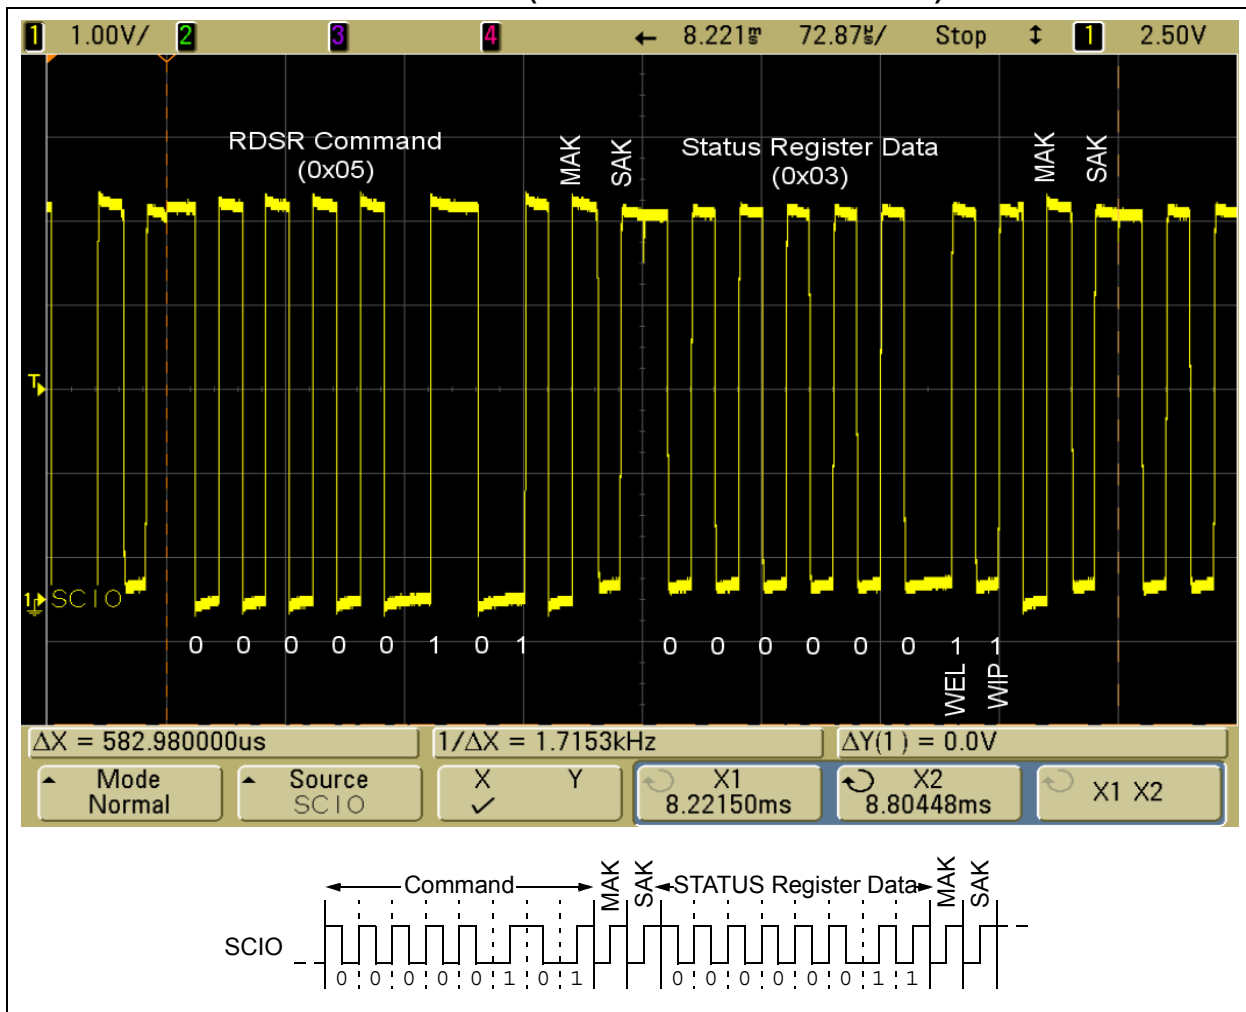 1 1.00V/ 2 3 4 ← 8.221ms 72.87us/ Stop ↕ 1 2.50V
RDSR Command
(0x05)
MAK
SAK
Status Register Data
(0x03)
MAK
SAK
T
1 SCIO
0 0 0 0 0 1 0 1 0 0 0 0 0 0 1 1
WEL
WIP
ΔX = 582.980000us 1/ΔX = 1.7153kHz ΔY(1) = 0.0V
Mode
Normal
Source
SCIO
X Y
✓
X1
8.22150ms
X2
8.80448ms
X1 X2
Command
MAK
SAK
STATUS Register Data
MAK
SAK
SCIO
0 0 0 0 0 1 0 1 0 0 0 0 0 0 1 1